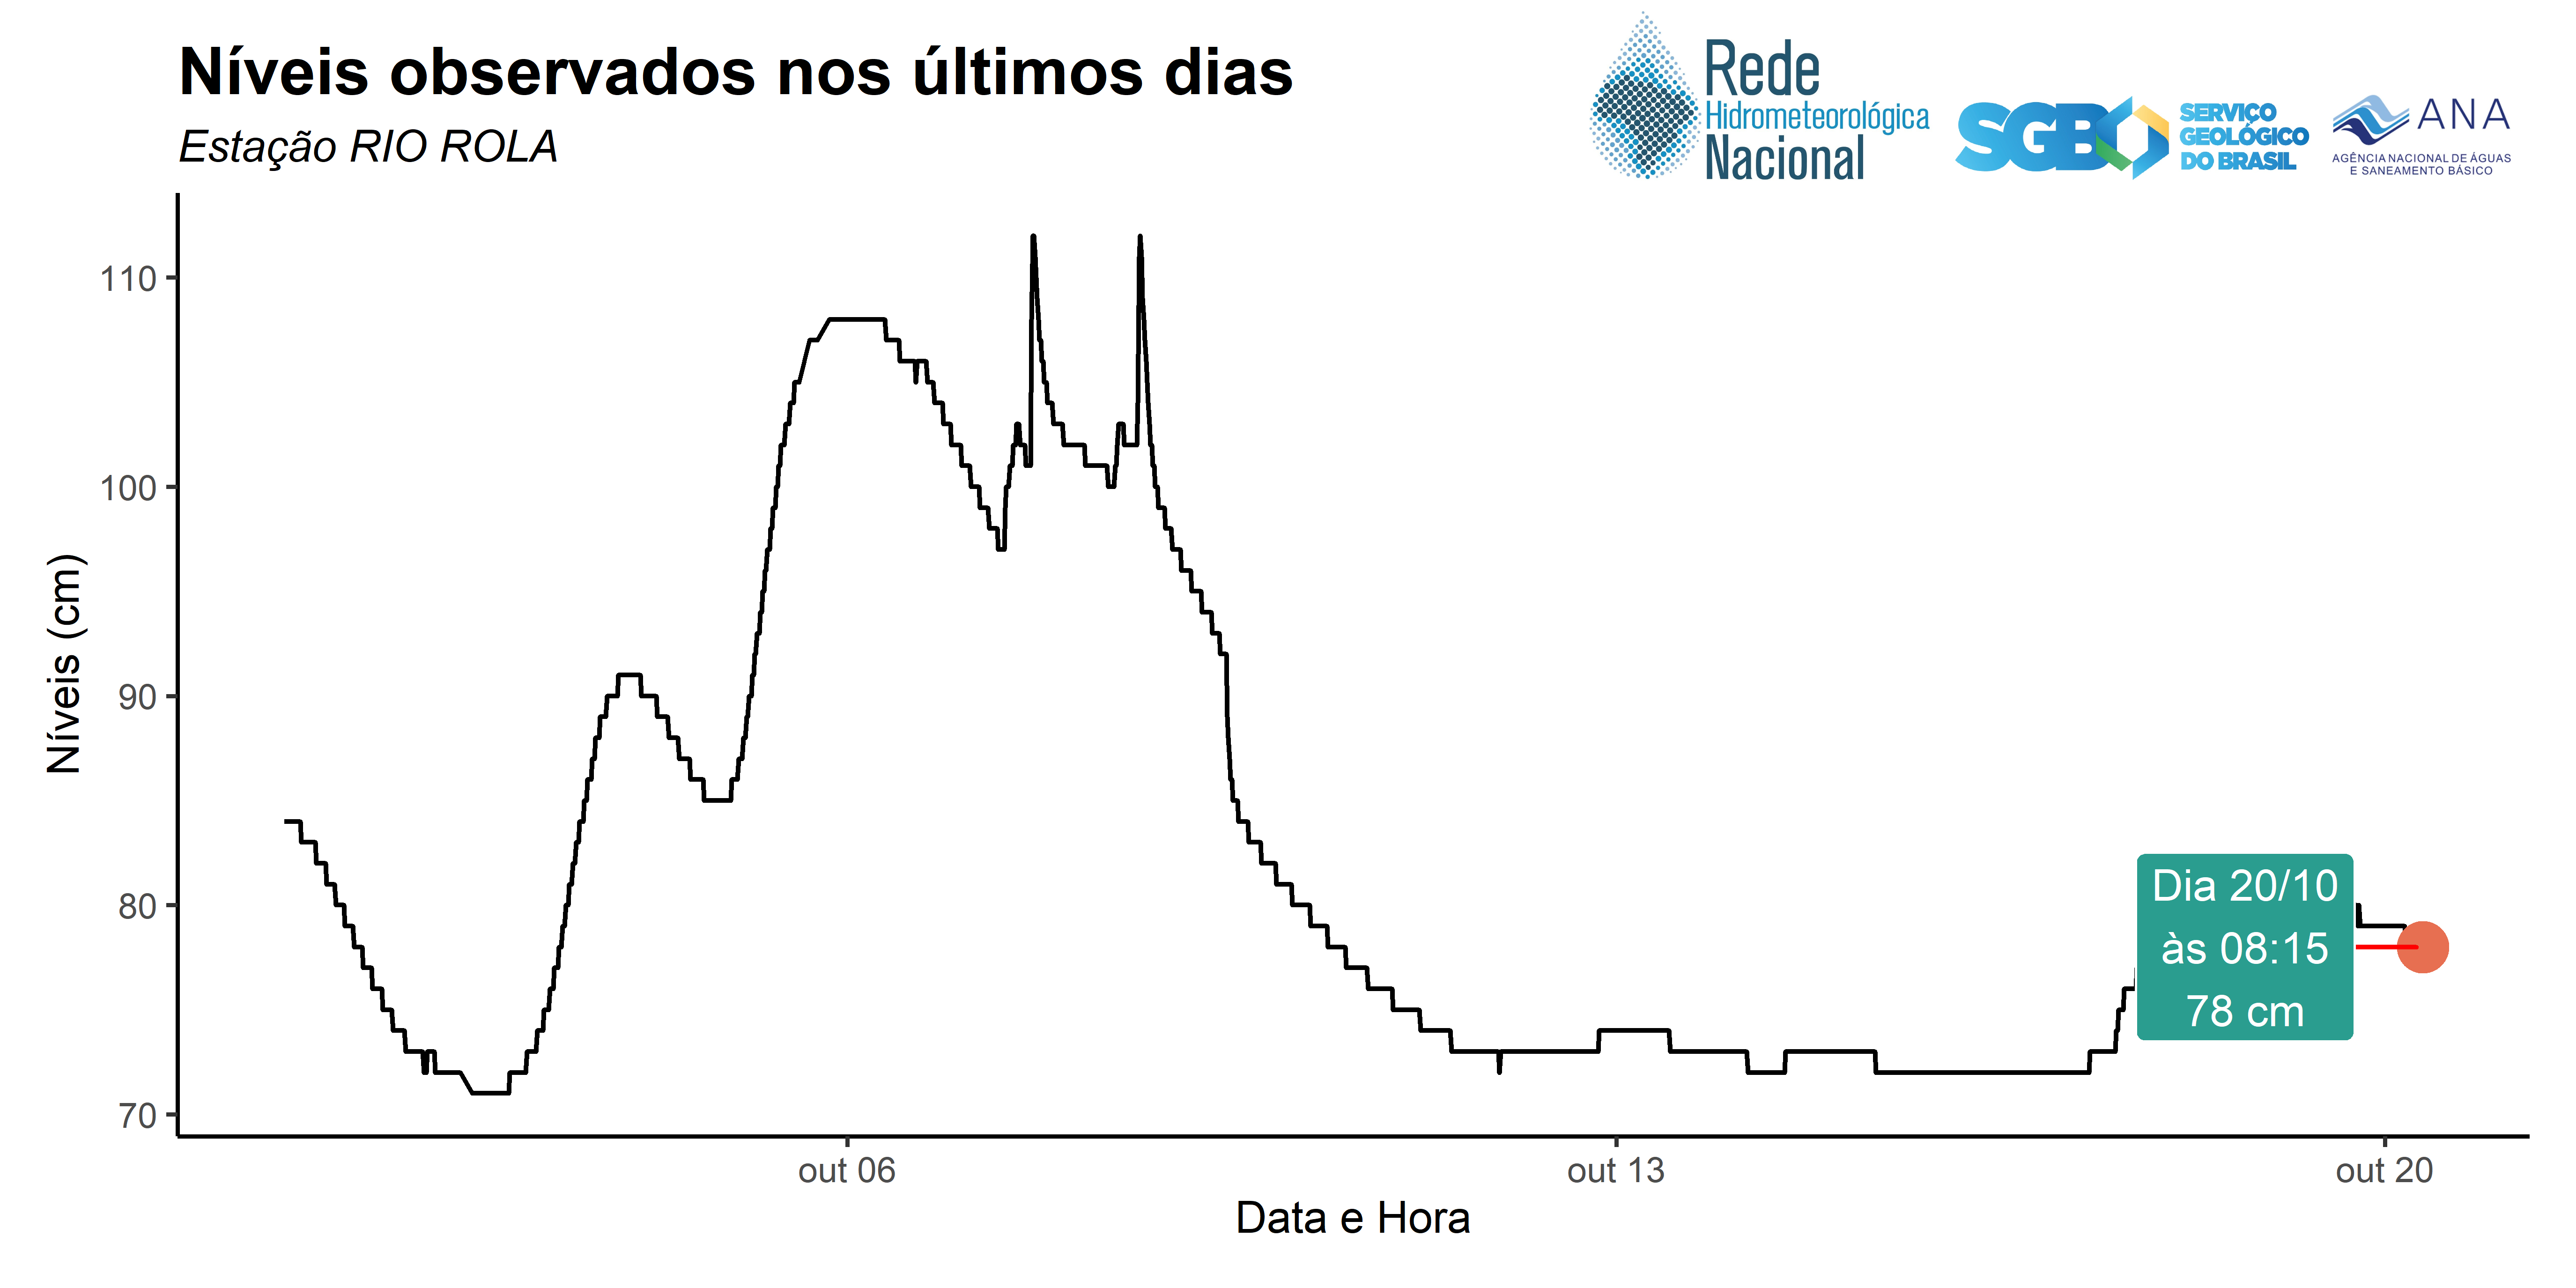 Níveis observados nos últimos dias
Estação RIO ROLA
Rede
Hidrometeorológica
Nacional
SGB
SERVIÇO
GEOLÓGICO
DO BRASIL
ANA
AGÊNCIA NACIONAL DE ÁGUAS
E SANEAMENTO BÁSICO
Níveis (cm)
110
100
90
80
70
Dia 20/10
às 08:15
78 cm
out 06
out 13
out 20
Data e Hora